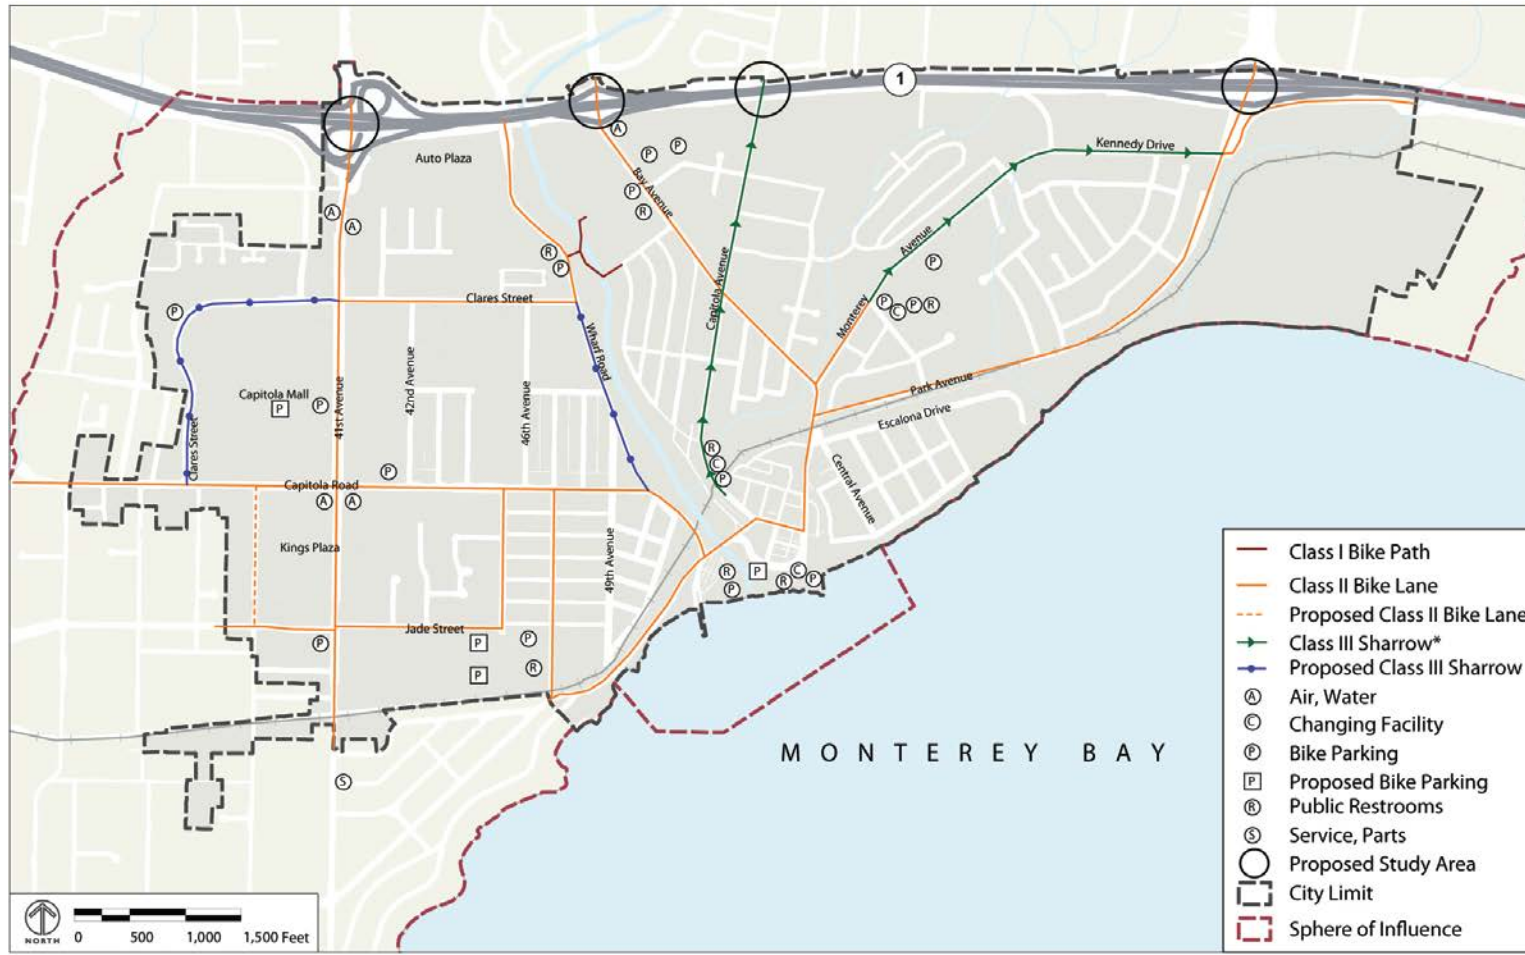 1
Auto Plaza
Kennedy Drive
A
P
P
Bay Avenue
P
R
A
A
Avenue
R
P
P
Capitola Avenue
Clares Street
Monterey
P
C
P
R
P
Wharf Road
42nd Avenue
41st Avenue
46th Avenue
Capitola Mall
P
P
Park Avenue
Escalona Drive
Clares Street
R
C
P
P
Central Avenue
Capitola Road
A
A
Kings Plaza
49th Avenue
R
P
P
R
C
P
Jade Street
P
P
P
P
R
MONTEREY BAY
S
Class I Bike Path
Class II Bike Lane
Proposed Class II Bike Lane
Class III Sharrow*
Proposed Class III Sharrow
A Air, Water
C Changing Facility
P Bike Parking
P Proposed Bike Parking
R Public Restrooms
S Service, Parts
Proposed Study Area
City Limit
Sphere of Influence
NORTH
0 500 1,000 1,500 Feet